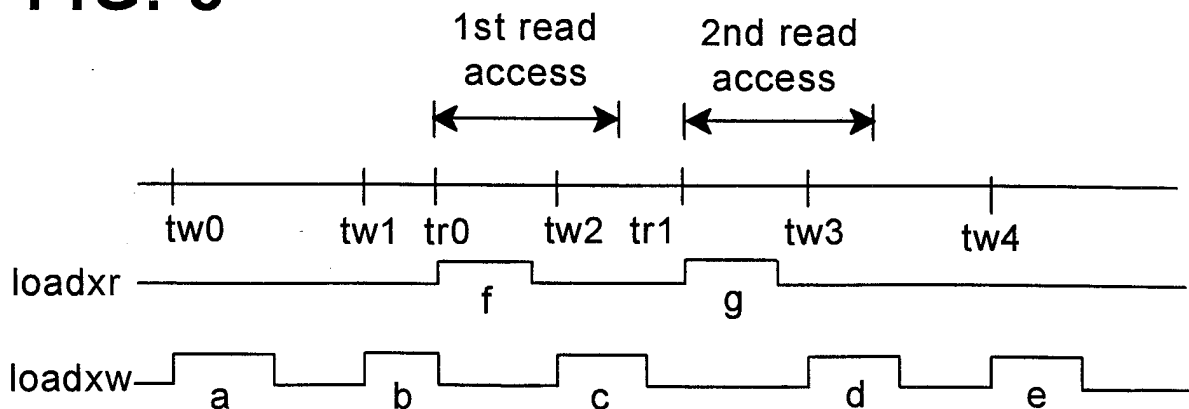 1st read
access
2nd read
access
tw0 tw1 tr0 tw2 tr1 tw3 tw4
loadxr
f g
loadxw
a b c d e